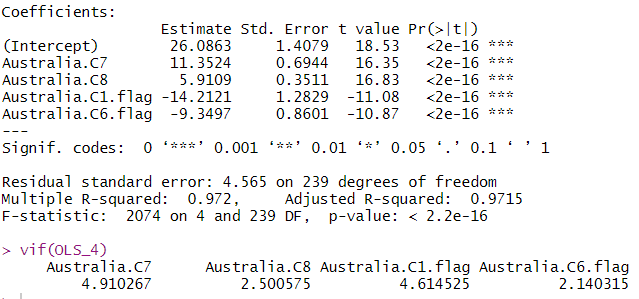 Coefficients:
Estimate Std. Error t value Pr(>|t|)
(Intercept) 26.0863 1.4079 18.53 <2e-16 ***
Australia.C7 11.3524 0.6944 16.35 <2e-16 ***
Australia.C8 5.9109 0.3511 16.83 <2e-16 ***
Australia.C1.flag -14.2121 1.2829 -11.08 <2e-16 ***
Australia.C6.flag -9.3497 0.8601 -10.87 <2e-16 ***
---
Signif. codes: 0 ‘***’ 0.001 ‘**’ 0.01 ‘*’ 0.05 ‘.’ 0.1 ‘ ’ 1
Residual standard error: 4.565 on 239 degrees of freedom
Multiple R-squared: 0.972, Adjusted R-squared: 0.9715
F-statistic: 2074 on 4 and 239 DF, p-value: < 2.2e-16
> vif(OLS_4)
Australia.C7 Australia.C8 Australia.C1.flag Australia.C6.flag
4.910267 2.500575 4.614525 2.140315